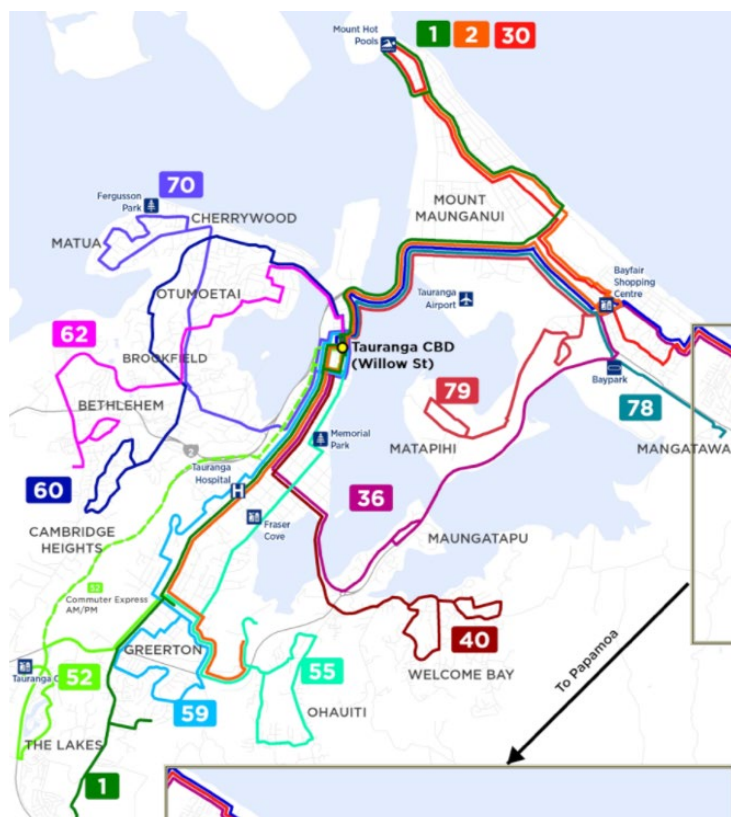 Mount Hot
Pools
1 2 30
70
Fergusson
Park
CHERRYWOOD
MATUA
MOUNT
MAUNGANUI
OTUMOETAI
Bayfair
Shopping
Centre
Tauranga
Airport
62
BROOKFIELD
Tauranga CBD
(Willow St)
BETHLEHEM
79
Baypark
78
2
Memorial
Park
MATAPIHI
MANGATAWA
Tauranga
Hospital
H
60
36
Fraser
Cove
CAMBRIDGE
HEIGHTS
MAUNGATAPU
52
Commuter Express
AM/PM
GREERTON
40
To Papamoa
Tauranga C
52
55
WELCOME BAY
59
OHAUITI
THE LAKES
1